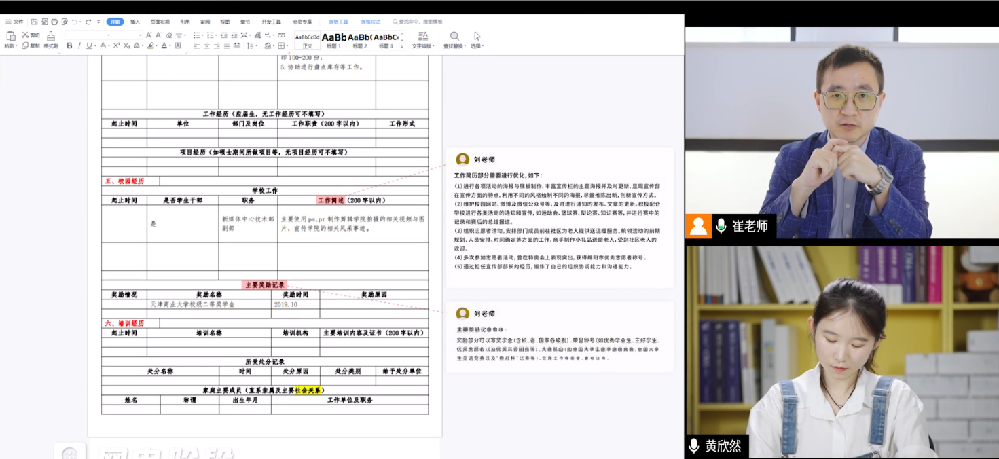 文件 开始 插入 页面布局 引用 审阅 视图 章节 开发工具 会员专享 表格工具 表格样式 查找命令、搜索模板
粘贴 剪切 复制 格式刷 AaBbCcDd 正文 AaBb 标题 1 AaBb( 标题 2 AaBbC 标题 3 文字排版 查找替换 选择
印 100~200 份；
5. 协助进行盘点库存等工作。
工作经历（应届生，无工作经历可不填写）
起止时间 单位 部门及岗位 工作职责（200 字以内） 工作形式
项目经历（如硕士期间所做项目等，无项目经历可不填写）
五、校园经历
学校工作
起止时间 是否学生干部 职务 工作简述（200 字以内）
是 新媒体中心技术部副部 主要使用 ps,pr 制作剪辑学院拍摄的相关视频与图片，宣传学院的相关风采事迹。
主要奖励记录
奖励情况 奖励名称 奖励时间 奖励原因
天津商业大学校级二等奖学金 2019.10
六、培训经历
起止时间 培训名称 培训机构 主要培训内容及证书（200 字以内）
所受处分记录
处分名称 时间 处分原因 处分类别 给予处分单位
家庭主要成员（直系亲属及主要社会关系）
姓名 称谓 出生年月 工作单位及职务
刘老师
工作简历部分需要进行优化,如下：
(1)进行各项活动的海报与展板制作,丰富宣传栏的主题海报并及时更新,显现宣传部
在宣传方面的特点,利用不同的风格绘制不同的海报,尽量推陈出新,创新宣传方式。
(2)维护校园网站、微博及微信公众号等,及时进行通知的发布、文章的更新。积极配合
学校进行各类活动的通知和宣传,如运动会、篮球赛、辩论赛、知识赛等,并进行赛中的
记录和赛后的总结报道。
(3)组织志愿者活动。安排部门成员前往社区为老人提供送温暖服务。统领活动的前期
规划、人员安排、时间确定等方面的工作。亲手制作小礼品送给老人,受到社区老人的
欢迎。
(4)多次参加志愿者活动,曾在特奥会上表现突出,获得绵阳市优秀志愿者称号。
(5)通过担任宣传部部长的经历,锻炼了自己的组织协调能力和沟通能力。
刘老师
主要奖励记录包括：
奖励部分可以写奖学金(含校、省、国家各级别)、荣誉称号(如优秀毕业生、三好学生、
优秀志愿者以及优秀共青团员等)、大赛奖励(如全国大学生数学建模竞赛、全国大学
生英语竞赛以及“挑战杯”比赛等)、
崔老师
黄欣然